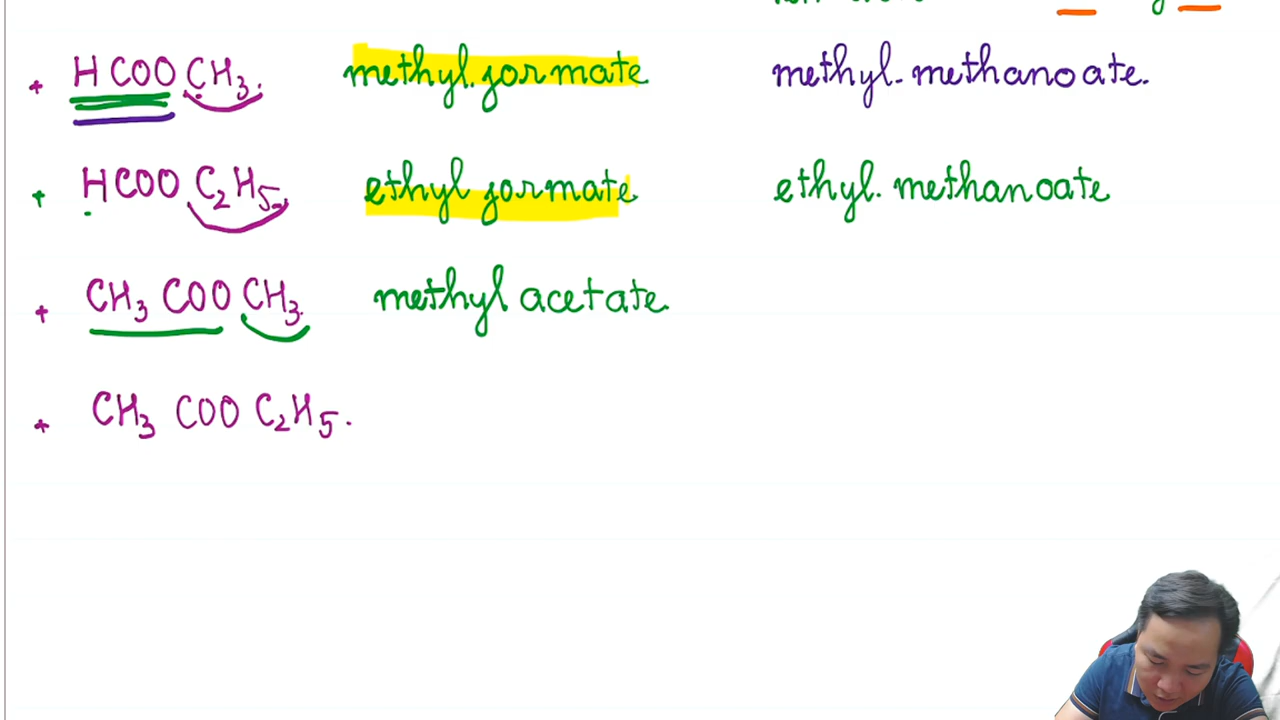 + HCOOCH₃. methyl.formate methyl-methanoate.
+ HCOOC₂H₅ ethyl formate ethyl. methanoate
+ CH₃COOCH₃. methyl acetate.
+ CH₃COOC₂H₅.